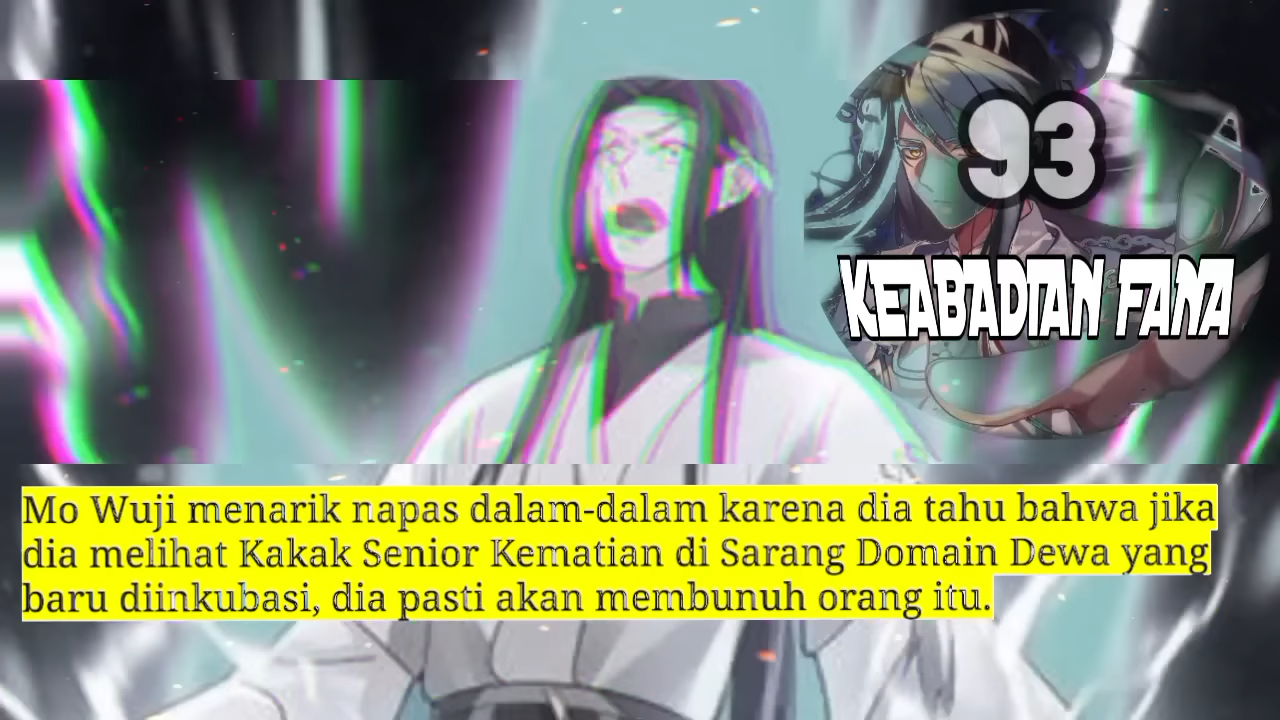 93
KEABADIAN FANA
Mo Wuji menarik napas dalam-dalam karena dia tahu bahwa jika
dia melihat Kakak Senior Kematian di Sarang Domain Dewa yang
baru diinkubasi, dia pasti akan membunuh orang itu.